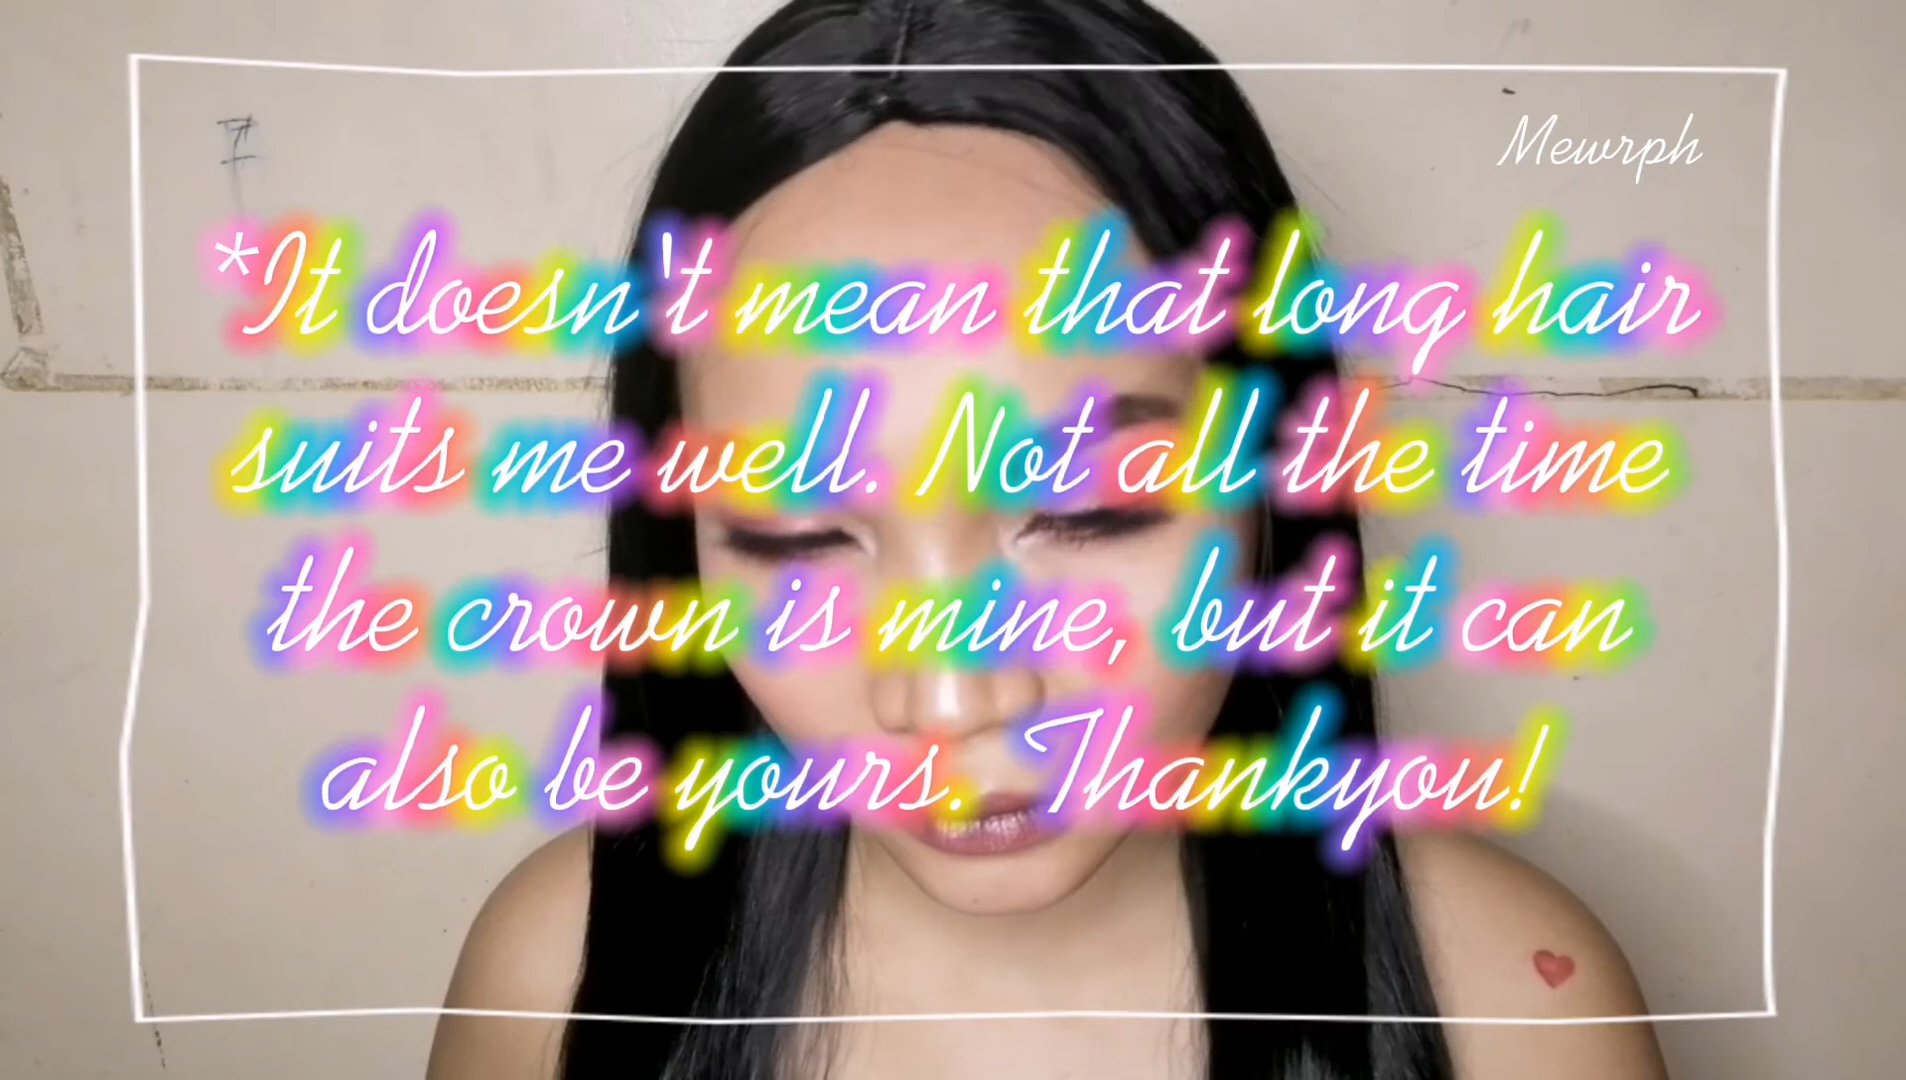 Mewrph
*It doesn't mean that long hair
suits me well. Not all the time
the crown is mine, but it can
also be yours. Thankyou!